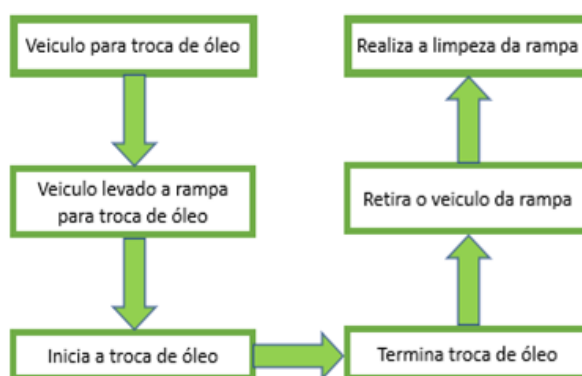 Veiculo para troca de óleo
Veiculo levado a rampa
para troca de óleo
Inicia a troca de óleo
Termina troca de óleo
Retira o veiculo da rampa
Realiza a limpeza da rampa